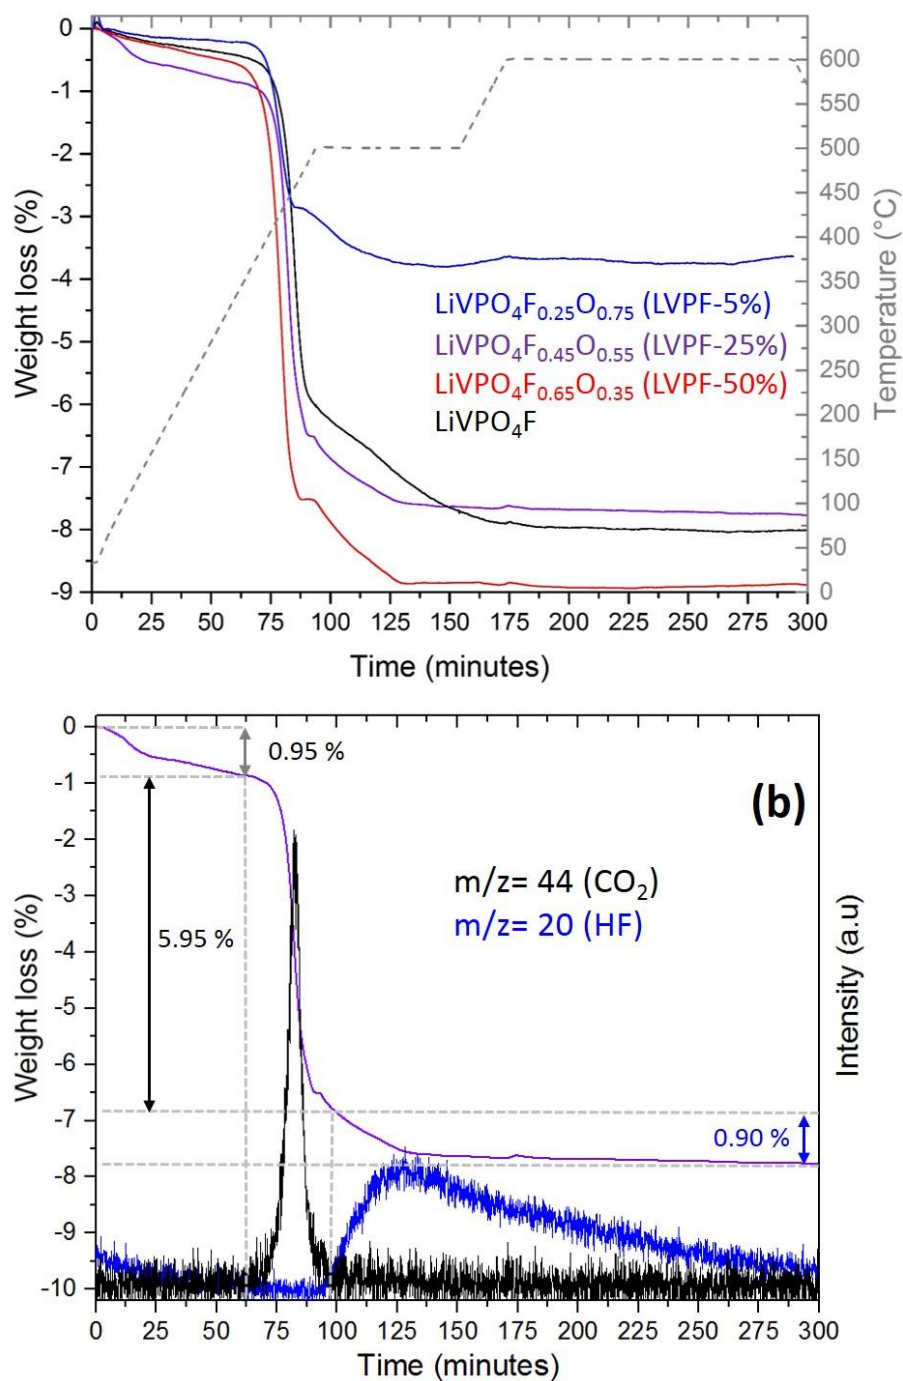 0
-1
-2
-3
-4
-5
-6
-7
-8
-9
Weight loss (%)
600
550
500
450
400
350
300
250
200
150
100
50
0
Temperature (°C)
LiVPO₄F₀.₂₅O₀.₇₅ (LVPF-5%)
LiVPO₄F₀.₄₅O₀.₅₅ (LVPF-25%)
LiVPO₄F₀.₆₅O₀.₃₅ (LVPF-50%)
LiVPO₄F
0 25 50 75 100 125 150 175 200 225 250 275 300
Time (minutes)
0
-1
-2
-3
-4
-5
-6
-7
-8
-9
-10
Weight loss (%)
0.95 %
(b)
m/z= 44 (CO₂)
m/z= 20 (HF)
5.95 %
0.90 %
Intensity (a.u)
0 25 50 75 100 125 150 175 200 225 250 275 300
Time (minutes)